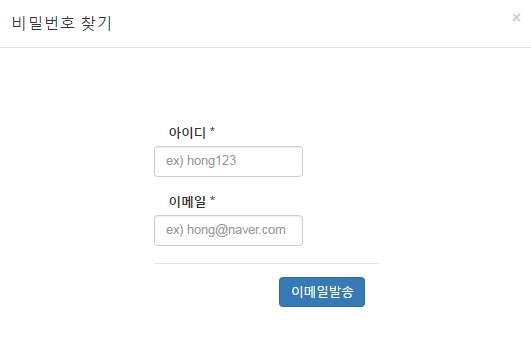 비밀번호 찾기
×
아이디 *
ex) hong123
이메일 *
ex) hong@naver.com
이메일발송